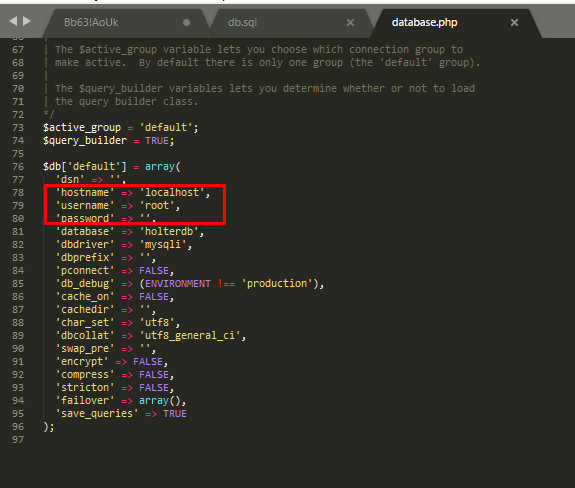 Bb63!AoUk db.sql database.php
66
67 | The $active_group variable lets you choose which connection group to
68 | make active.  By default there is only one group (the 'default' group).
69 |
70 | The $query_builder variables lets you determine whether or not to load
71 | the query builder class.
72 */
73 $active_group = 'default';
74 $query_builder = TRUE;
75
76 $db['default'] = array(
77 'dsn' => '',
78 'hostname' => 'localhost',
79 'username' => 'root',
80 'password' => '',
81 'database' => 'holterdb',
82 'dbdriver' => 'mysqli',
83 'dbprefix' => '',
84 'pconnect' => FALSE,
85 'db_debug' => (ENVIRONMENT !== 'production'),
86 'cache_on' => FALSE,
87 'cachedir' => '',
88 'char_set' => 'utf8',
89 'dbcollat' => 'utf8_general_ci',
90 'swap_pre' => '',
91 'encrypt' => FALSE,
92 'compress' => FALSE,
93 'stricton' => FALSE,
94 'failover' => array(),
95 'save_queries' => TRUE
96 );
97